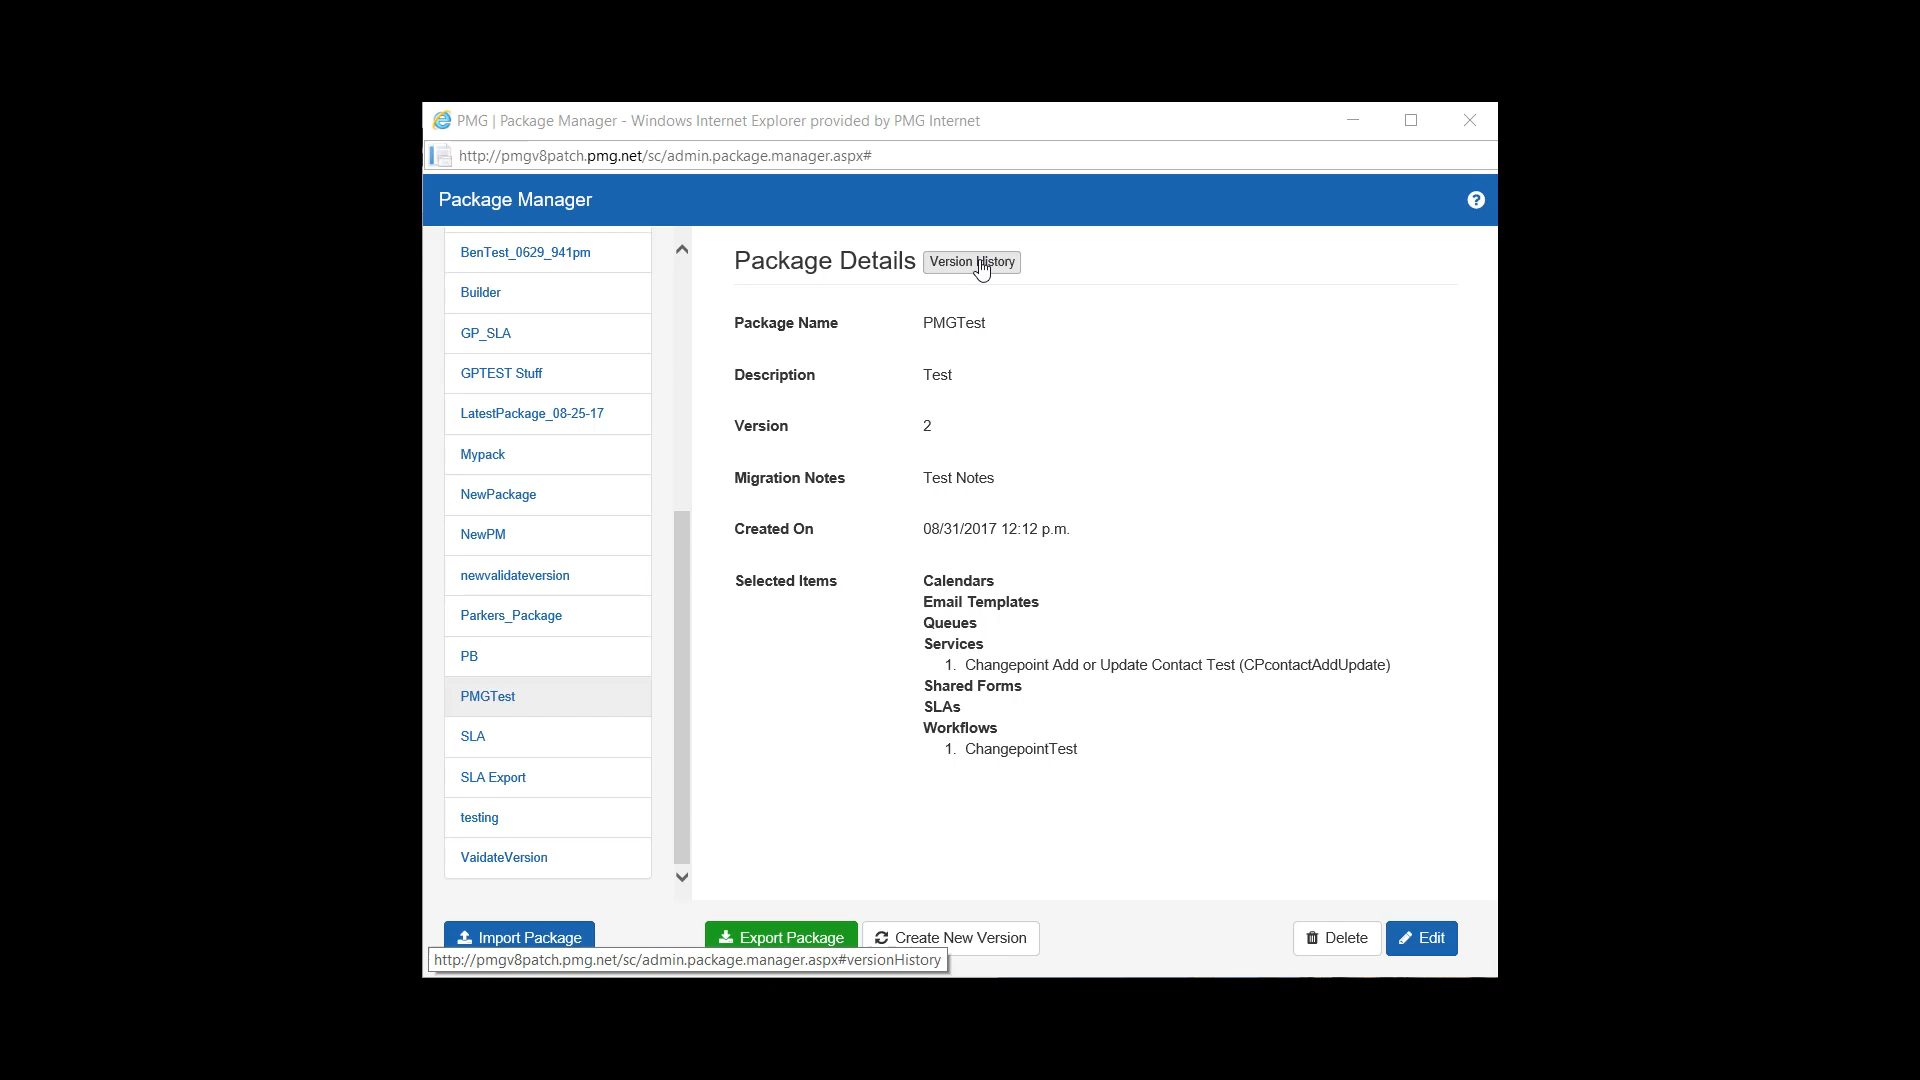 PMG | Package Manager - Windows Internet Explorer provided by PMG Internet
http://pmgv8patch.pmg.net/sc/admin.package.manager.aspx#
Package Manager
BenTest_0629_941pm
Builder
GP_SLA
GPTEST Stuff
LatestPackage_08-25-17
Mypack
NewPackage
NewPM
newvalidateversion
Parkers_Package
PB
PMGTest
SLA
SLA Export
testing
VaidateVersion
Package Details Version History
Package Name PMGTest
Description Test
Version 2
Migration Notes Test Notes
Created On 08/31/2017 12:12 p.m.
Selected Items Calendars
Email Templates
Queues
Services
1. Changepoint Add or Update Contact Test (CPcontactAddUpdate)
Shared Forms
SLAs
Workflows
1. ChangepointTest
Import Package Export Package Create New Version Delete Edit
http://pmgv8patch.pmg.net/sc/admin.package.manager.aspx#versionHistory